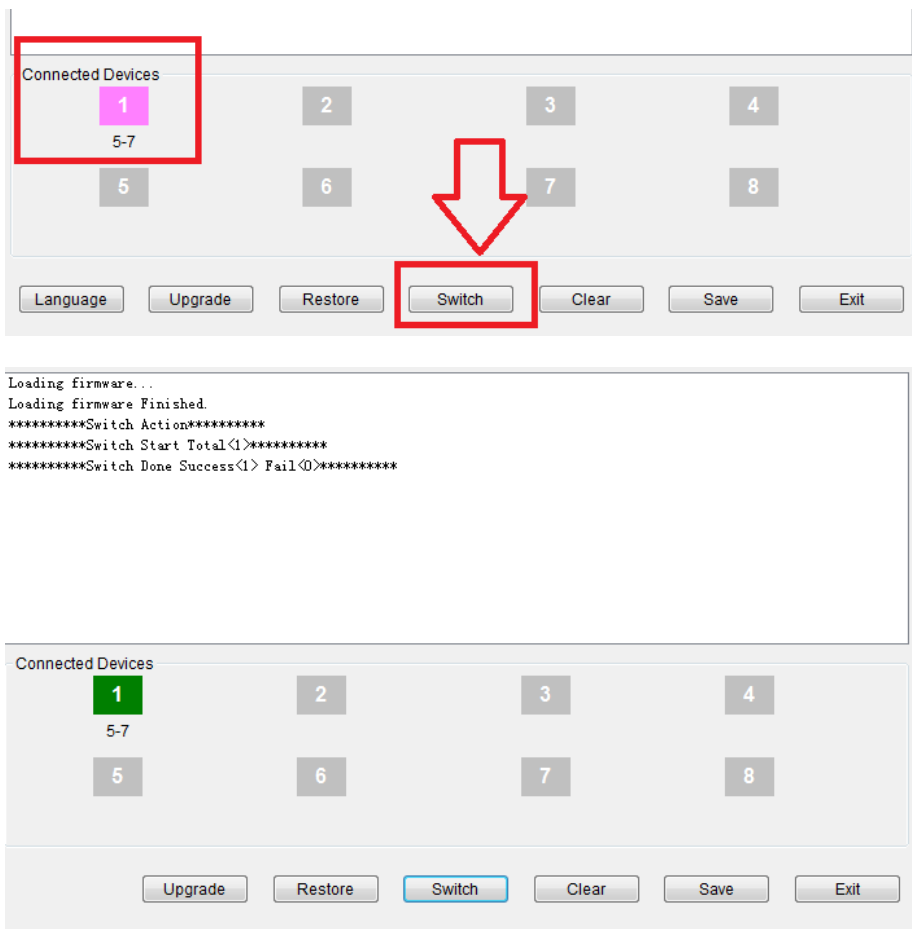 Connected Devices
1 2 3 4
5-7
5 6 7 8
Language Upgrade Restore Switch Clear Save Exit
Loading firmware...
Loading firmware Finished.
**********Switch Action**********
**********Switch Start Total<1>**********
**********Switch Done Success<1> Fail<0>**********
Connected Devices
1 2 3 4
5-7
5 6 7 8
Upgrade Restore Switch Clear Save Exit